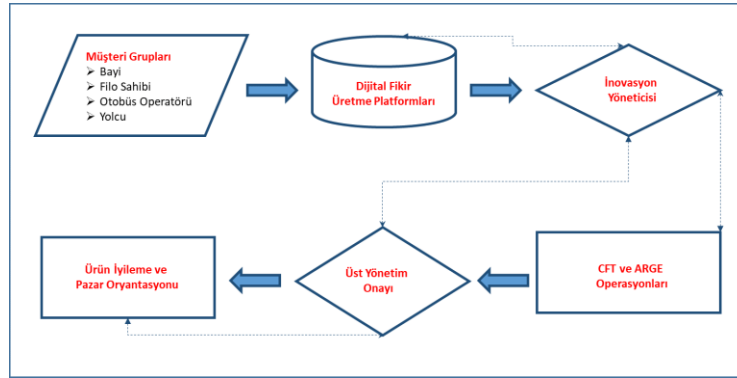 Müşteri Grupları
➢ Bayi
➢ Filo Sahibi
➢ Otobüs Operatörü
➢ Yolcu
Dijital Fikir
Üretme Platformları
İnovasyon
Yöneticisi
Ürün İyileme ve
Pazar Oryantasyonu
Üst Yönetim
Onayı
CFT ve ARGE
Operasyonları